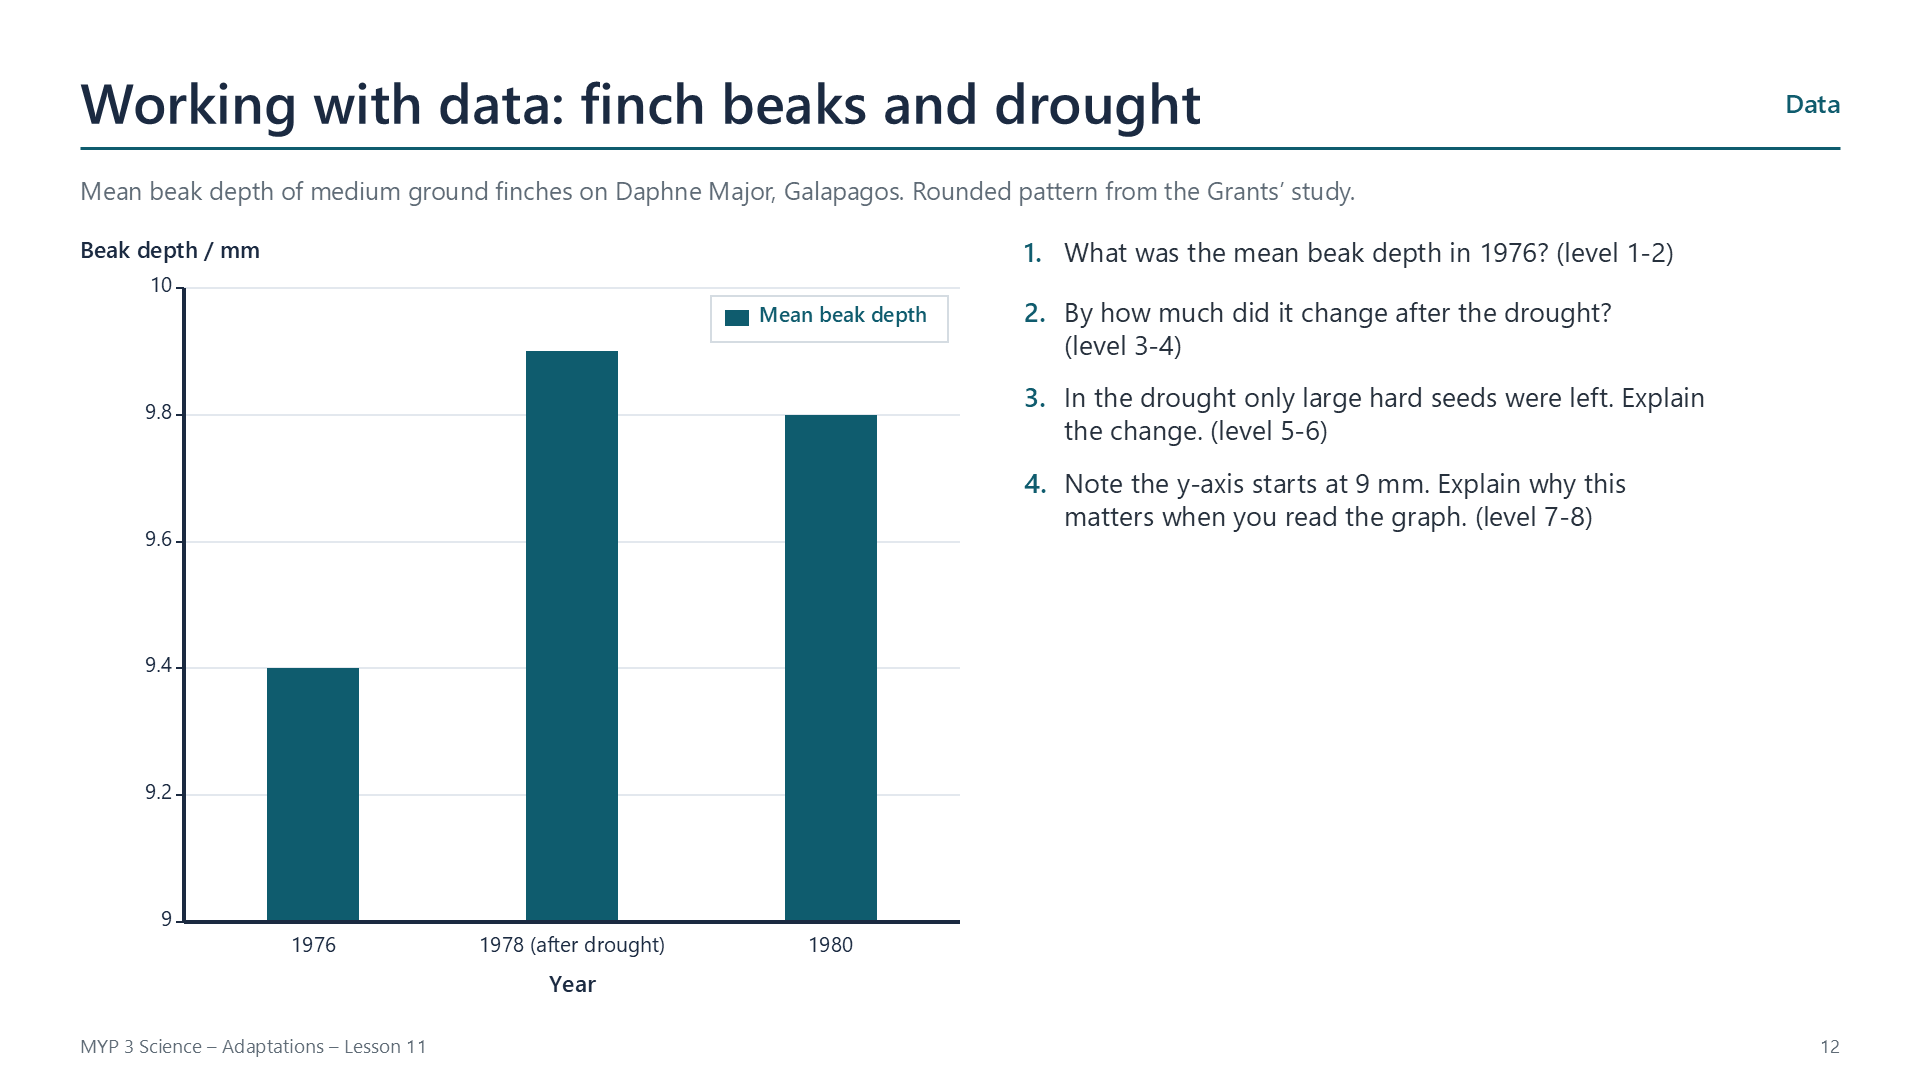 Working with data: finch beaks and drought
Data
Mean beak depth of medium ground finches on Daphne Major, Galapagos. Rounded pattern from the Grants’ study.
Beak depth / mm
10
9.8
9.6
9.4
9.2
9
Mean beak depth
1976
1978 (after drought)
1980
Year
1. What was the mean beak depth in 1976? (level 1-2)
2. By how much did it change after the drought?
(level 3-4)
3. In the drought only large hard seeds were left. Explain
the change. (level 5-6)
4. Note the y-axis starts at 9 mm. Explain why this
matters when you read the graph. (level 7-8)
MYP 3 Science – Adaptations – Lesson 11
12